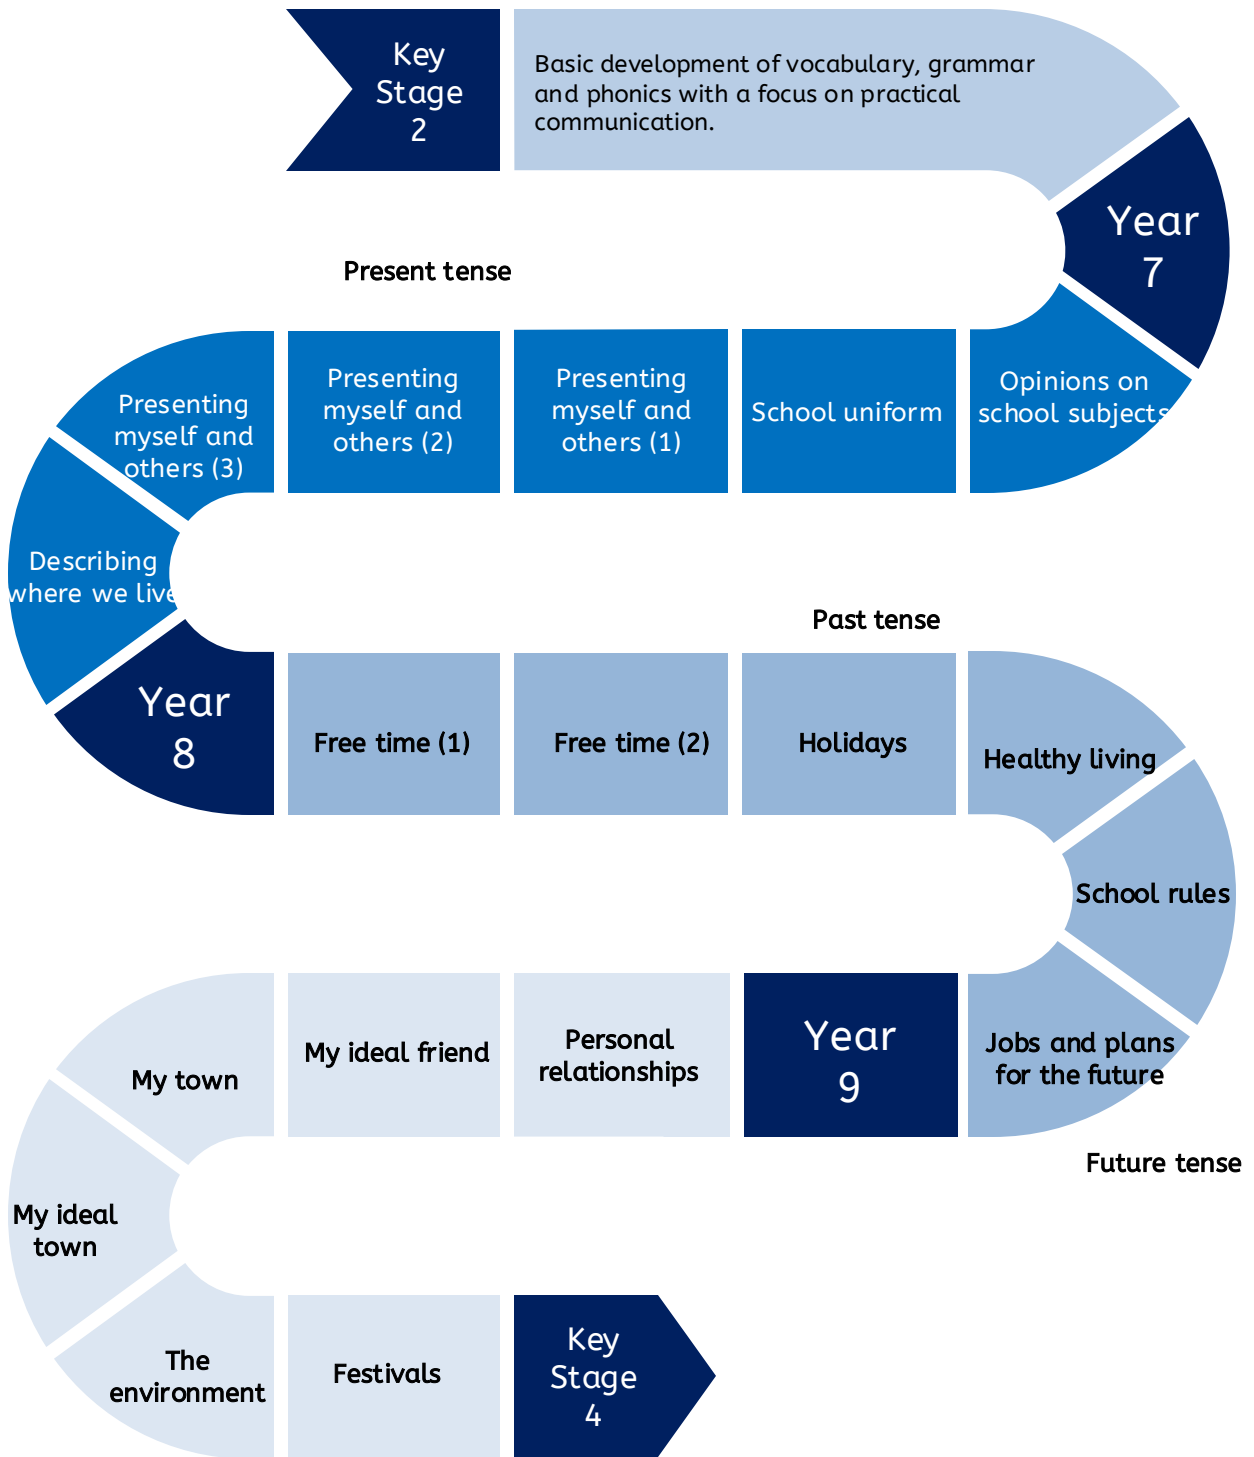 Key
Stage
2
Basic development of vocabulary, grammar
and phonics with a focus on practical
communication.
Year
7
Present tense
Opinions on
school subjects
School uniform
Presenting
myself and
others (1)
Presenting
myself and
others (2)
Presenting
myself and
others (3)
Describing
where we live
Past tense
Year
8
Free time (1)
Free time (2)
Holidays
Healthy living
School rules
Jobs and plans
for the future
Future tense
Year
9
Personal
relationships
My ideal friend
My town
My ideal
town
The
environment
Festivals
Key
Stage
4